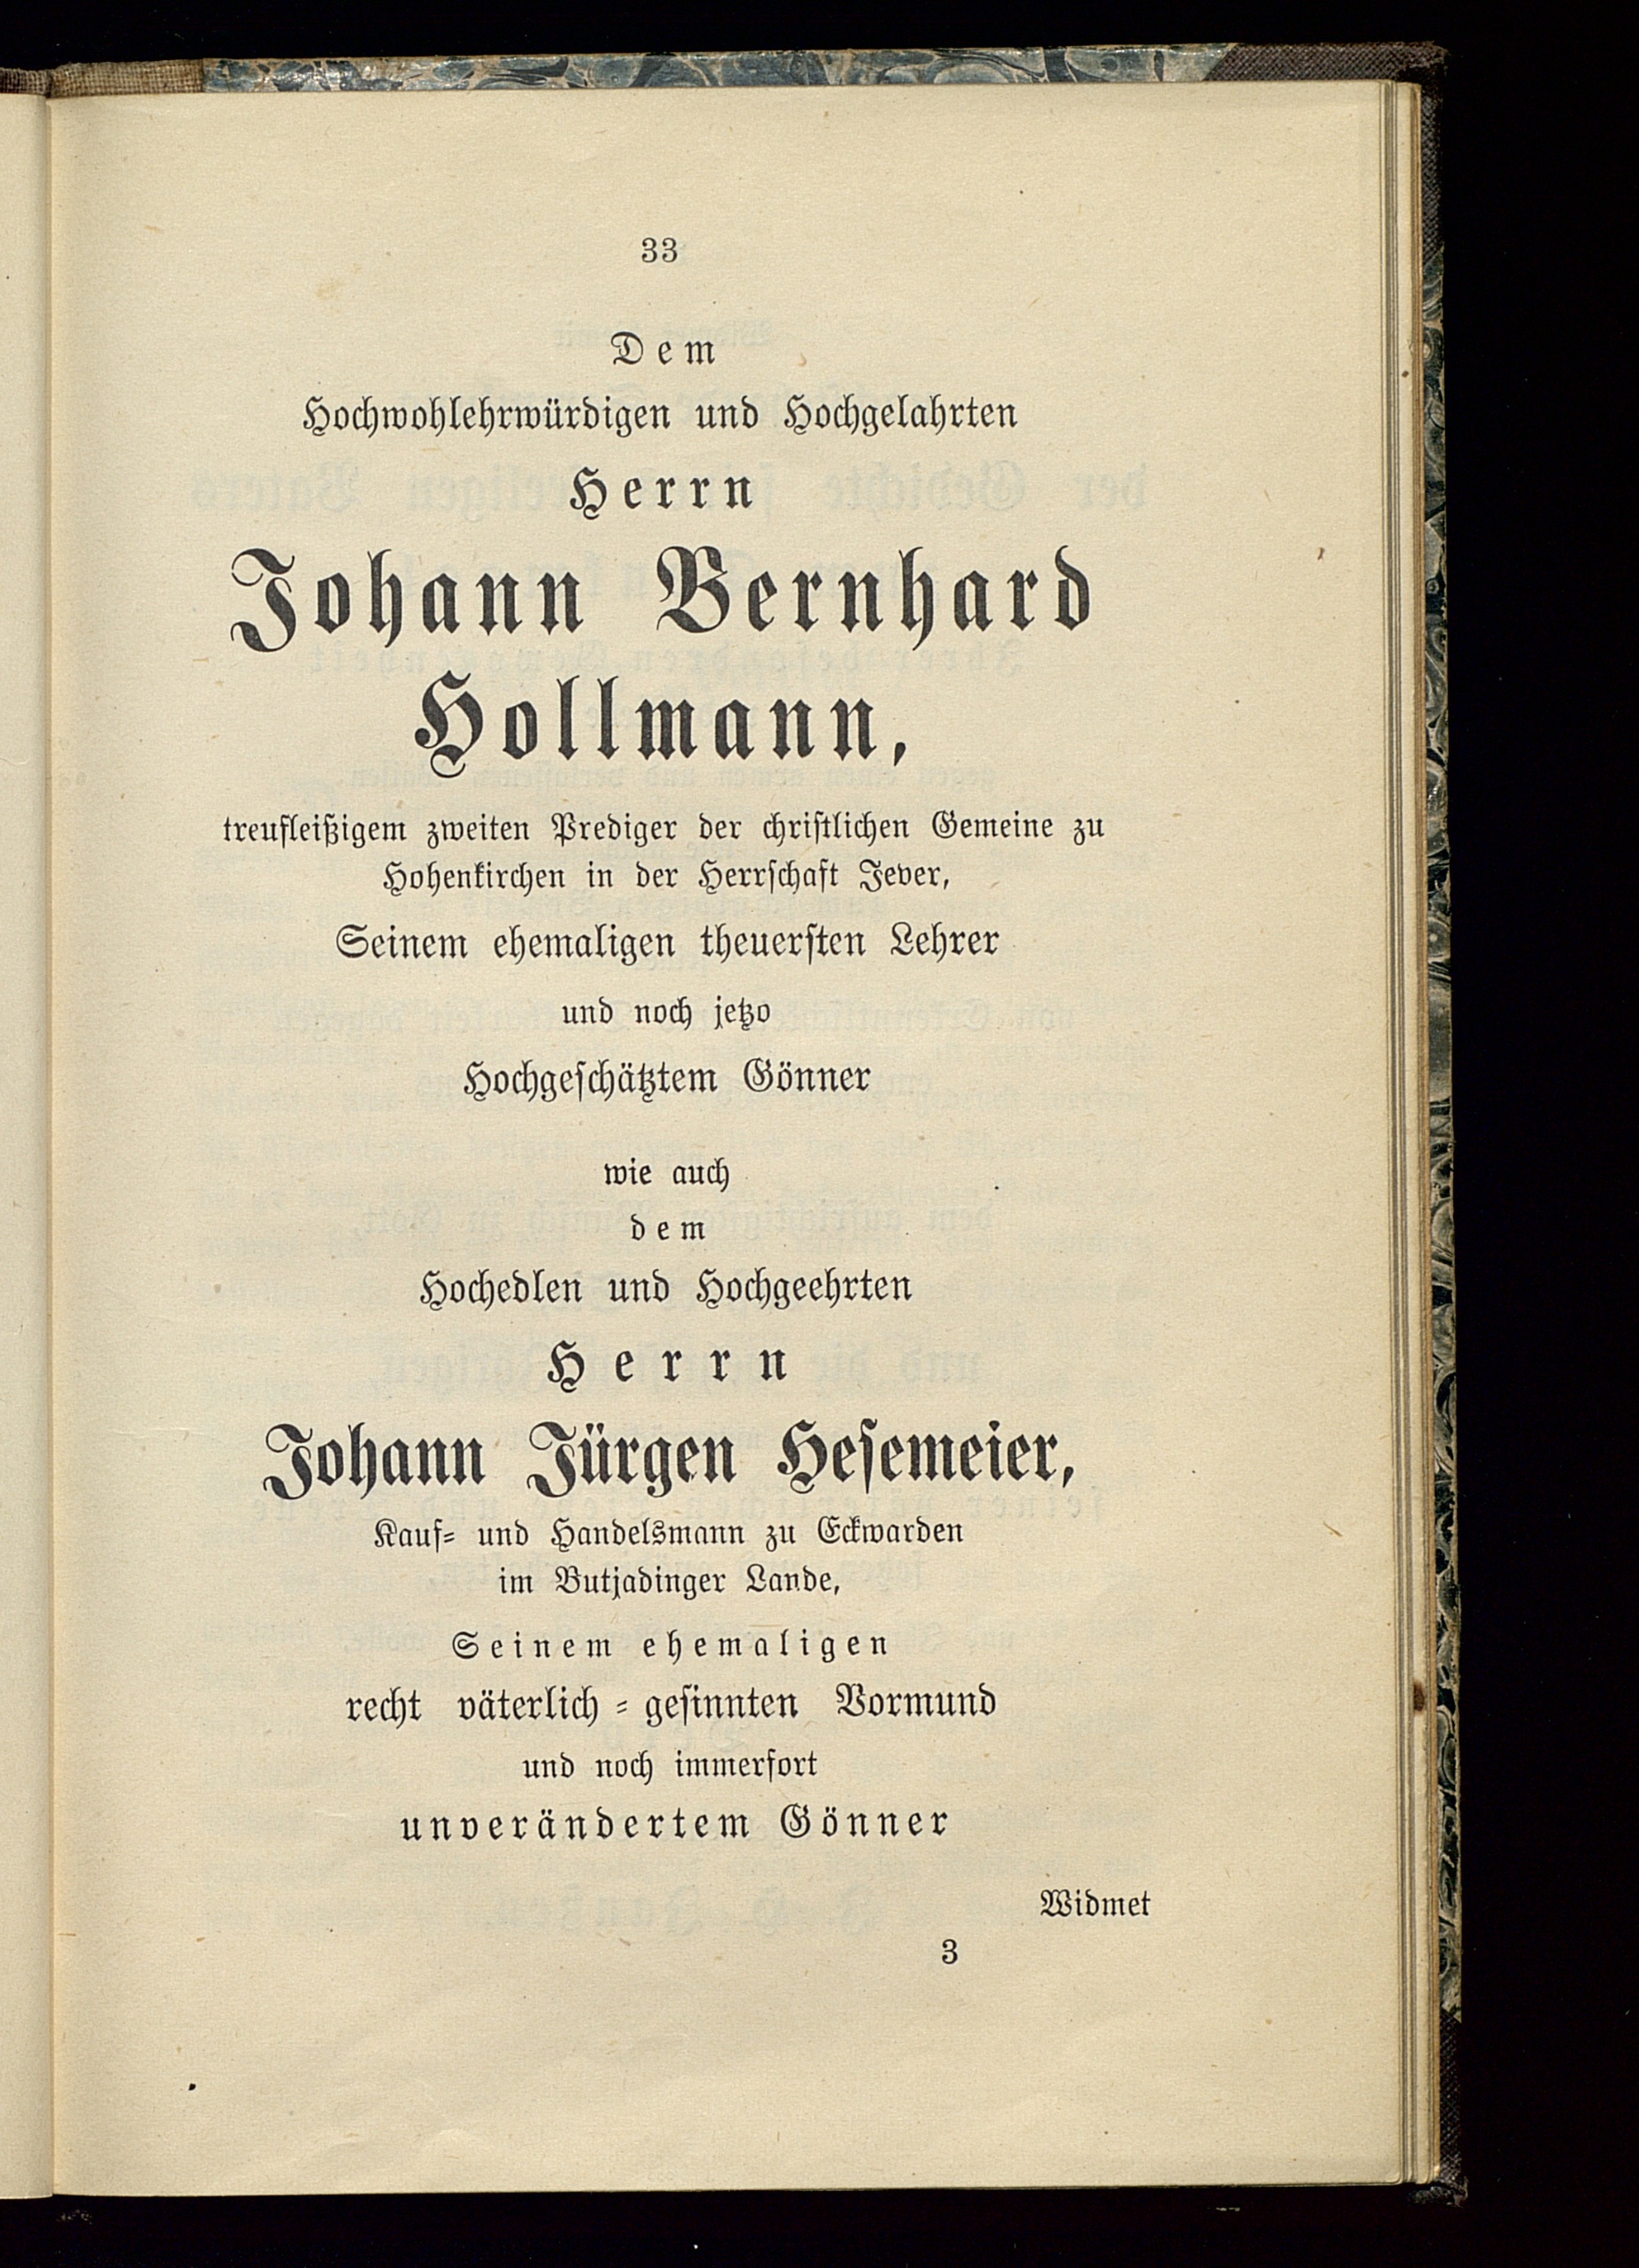 33
Dem
Hochwohlehrwürdigen und Hochgelahrten
Herrn
Johann Bernhard
Hollmann,
treufleißigem zweiten Prediger der chriſtlichen Gemeine zu
Hohenkirchen in der Herrſchaft Jever,
Seinem ehemaligen theuerſten Lehrer
und noch jetzo
Hochgeſchätztem Gönner
wie auch
dem
Hochedlen und Hochgeehrten
Herrn
Johann Jürgen Heſemeier,
Kauf- und Handelsmann zu Eckwarden
im Butjadinger Lande,
Seinem ehemaligen
recht väterlich-geſinnten Vormund
und noch immerfort
unverändertem Gönner
Widmet
3